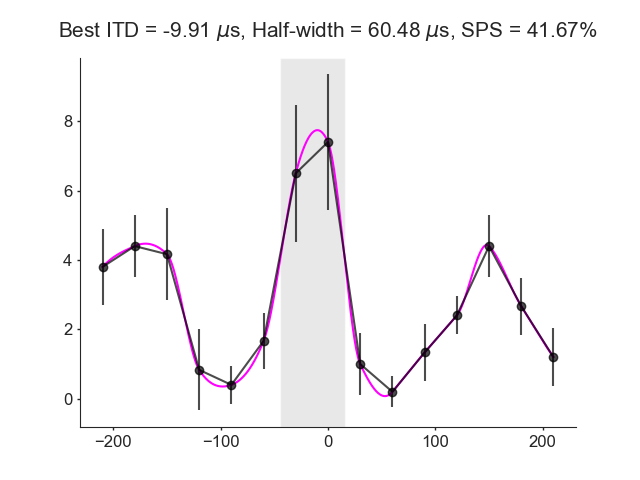 Best ITD = -9.91 μs, Half-width = 60.48 μs, SPS = 41.67%
8
6
4
2
0
−200 −100 0 100 200